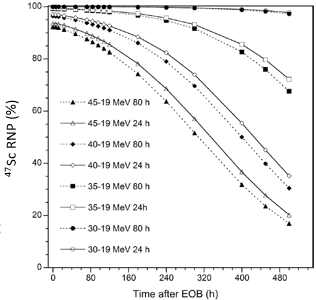 100
80
60
40
20
0
⁴⁷Sc RNP (%)
45-19 MeV 80 h
45-19 MeV 24 h
40-19 MeV 80 h
40-19 MeV 24 h
35-19 MeV 80 h
35-19 MeV 24h
30-19 MeV 80 h
30-19 MeV 24 h
0 80 160 240 320 400 480
Time after EOB (h)